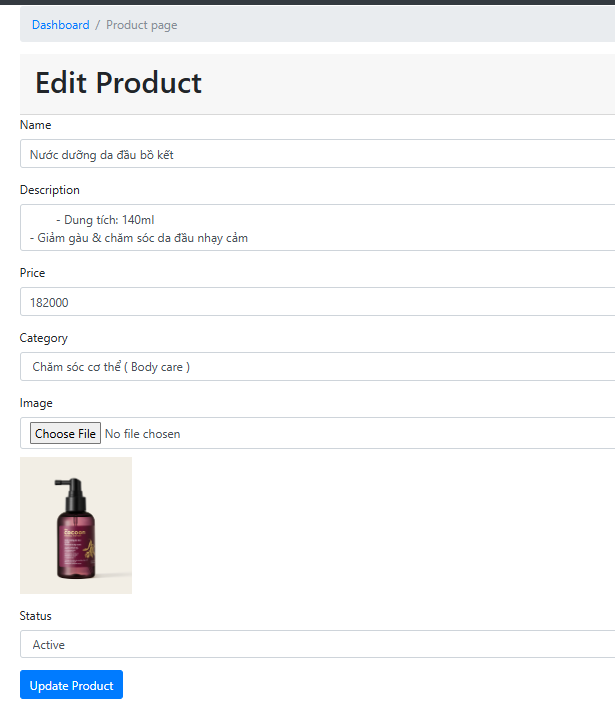 Dashboard / Product page
Edit Product
Name
Nước dưỡng da đầu bồ kết
Description
- Dung tích: 140ml
- Giảm gàu & chăm sóc da đầu nhạy cảm
Price
182000
Category
Chăm sóc cơ thể ( Body care )
Image
Choose File No file chosen
cocoon
Status
Active
Update Product